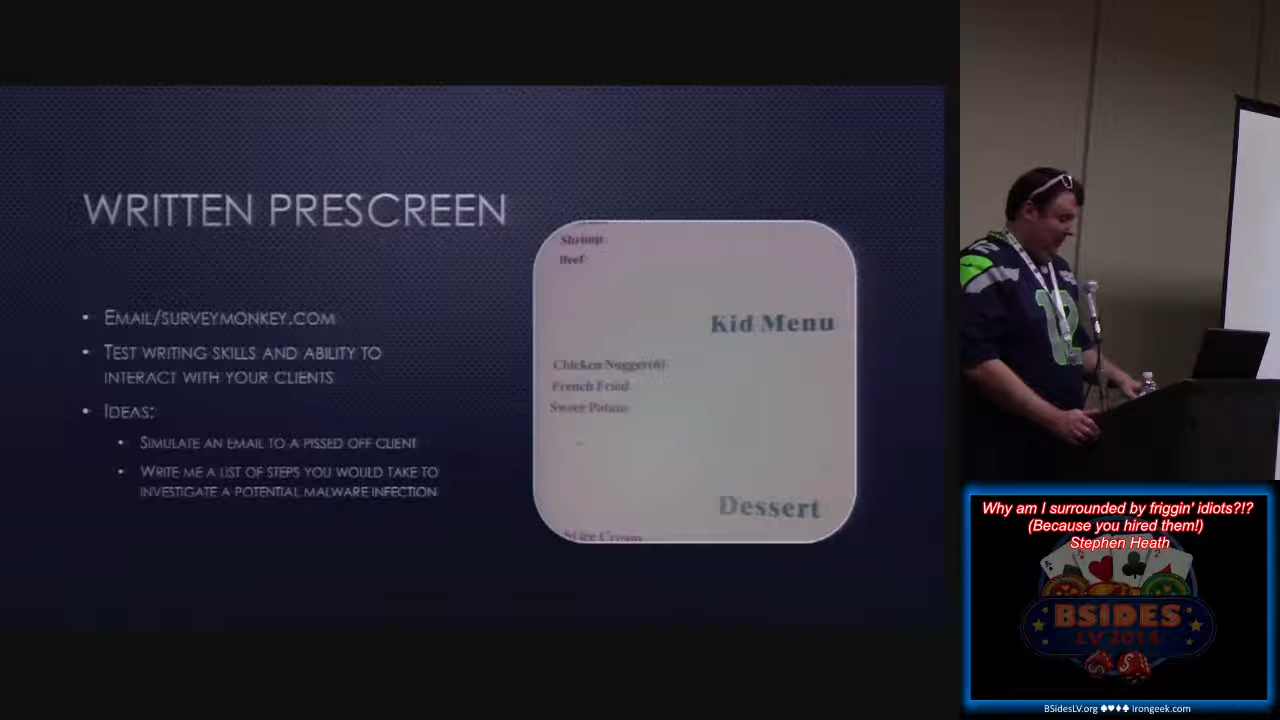 WRITTEN PRESCREEN
• EMAIL/SURVEYMONKEY.COM
• TEST WRITING SKILLS AND ABILITY TO
INTERACT WITH YOUR CLIENTS
• IDEAS:
• SIMULATE AN EMAIL TO A PISSED OFF CLIENT
• WRITE ME A LIST OF STEPS YOU WOULD TAKE TO
INVESTIGATE A POTENTIAL MALWARE INFECTION
Shrimp
Beef
Kid Menu
Chicken Nugget(6)
French Fried
Sweet Potato
Dessert
Ice Cream
12
12
Why am I surrounded by friggin' idiots?!?
(Because you hired them!)
Stephen Heath
BSIDES
LV 2014
BSidesLV.org ♠♥♦♣ Irongeek.com